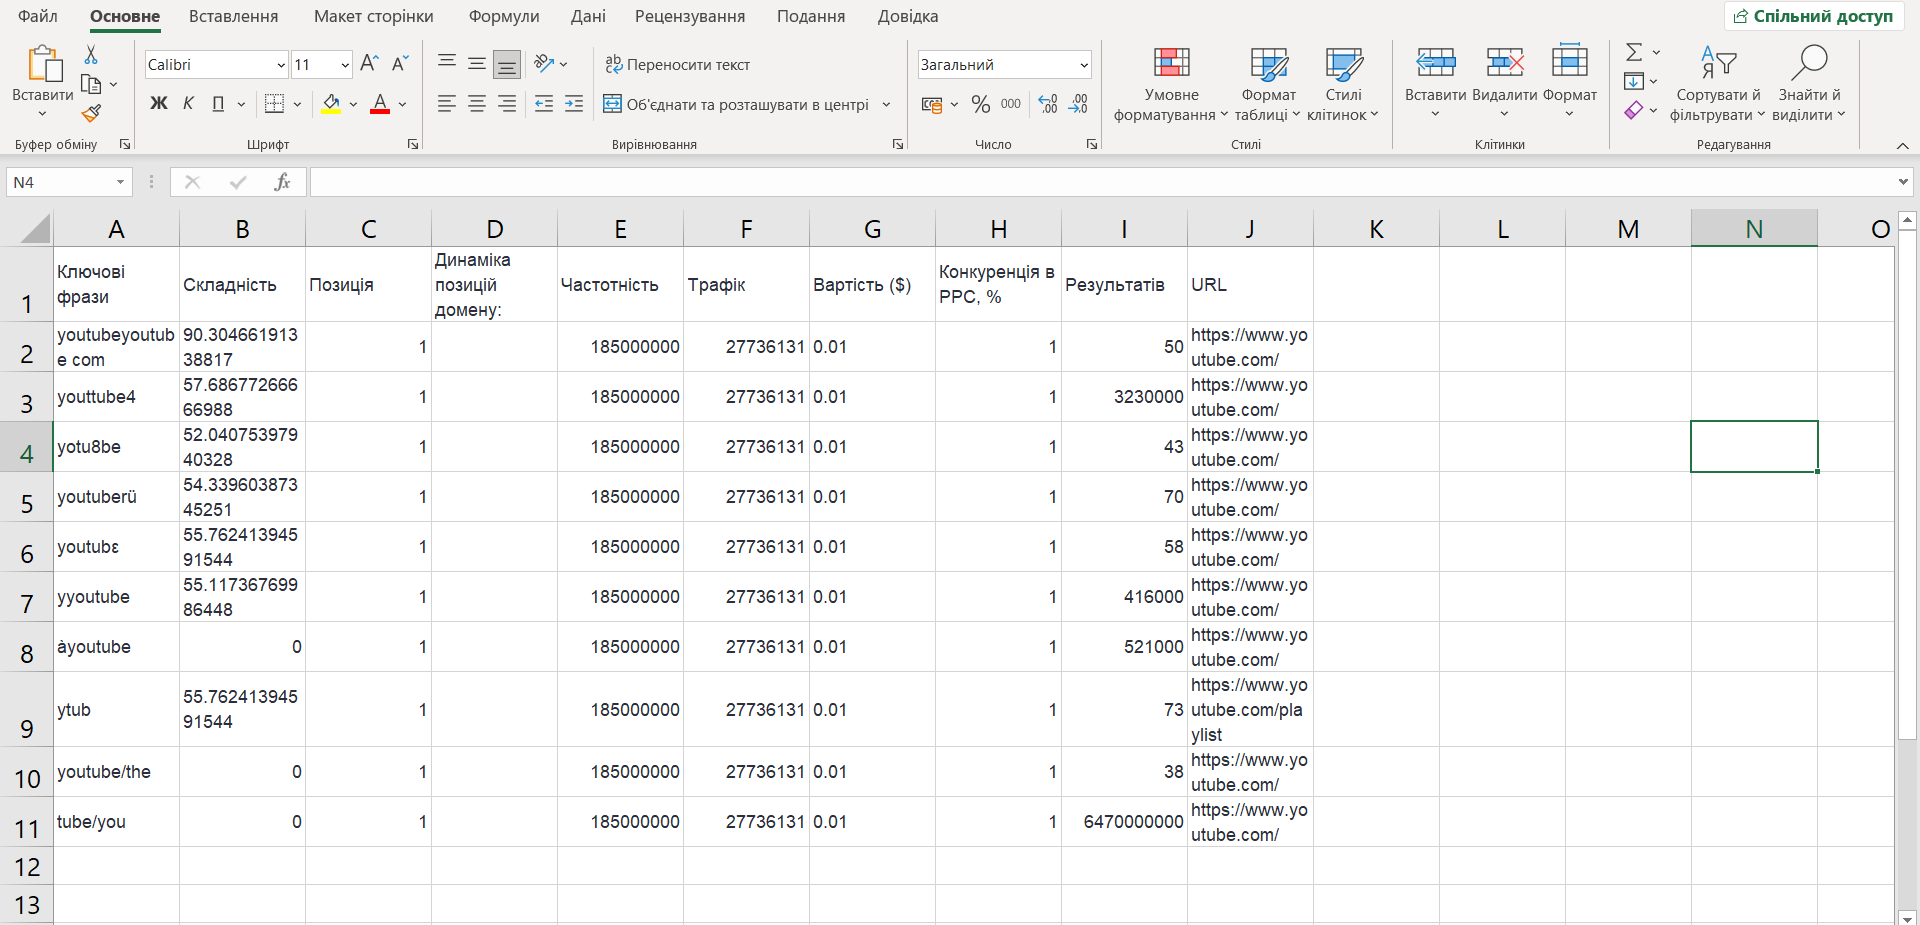 Файл Основне Вставлення Макет сторінки Формули Дані Рецензування Подання Довідка Спільний доступ
Вставити
Буфер обміну
Calibri 11
Ж К П
Шрифт
Переносити текст
Об'єднати та розташувати в центрі
Вирівнювання
Загальний
% 000
Число
Умовне форматування
Формат таблиці
Стилі клітинок
Стилі
Вставити Видалити Формат
Клітинки
Сортувати й фільтрувати
Знайти й виділити
Редагування
N4
fx
A B C D E F G H I J K L M N O
1 Ключові фрази Складність Позиція Динаміка позицій домену: Частотність Трафік Вартість ($) Конкуренція в PPC, % Результатів URL
2 youtubeyoutube com 90.30466191338817 1 185000000 27736131 0.01 1 50 https://www.youtube.com/
3 youttube4 57.68677266666988 1 185000000 27736131 0.01 1 3230000 https://www.youtube.com/
4 yotu8be 52.04075397940328 1 185000000 27736131 0.01 1 43 https://www.youtube.com/
5 youtuberü 54.33960387345251 1 185000000 27736131 0.01 1 70 https://www.youtube.com/
6 youtubɛ 55.76241394591544 1 185000000 27736131 0.01 1 58 https://www.youtube.com/
7 yyoutube 55.11736769986448 1 185000000 27736131 0.01 1 416000 https://www.youtube.com/
8 àyoutube 0 1 185000000 27736131 0.01 1 521000 https://www.youtube.com/
9 ytub 55.76241394591544 1 185000000 27736131 0.01 1 73 https://www.youtube.com/playlist
10 youtube/the 0 1 185000000 27736131 0.01 1 38 https://www.youtube.com/
11 tube/you 0 1 185000000 27736131 0.01 1 6470000000 https://www.youtube.com/
12
13